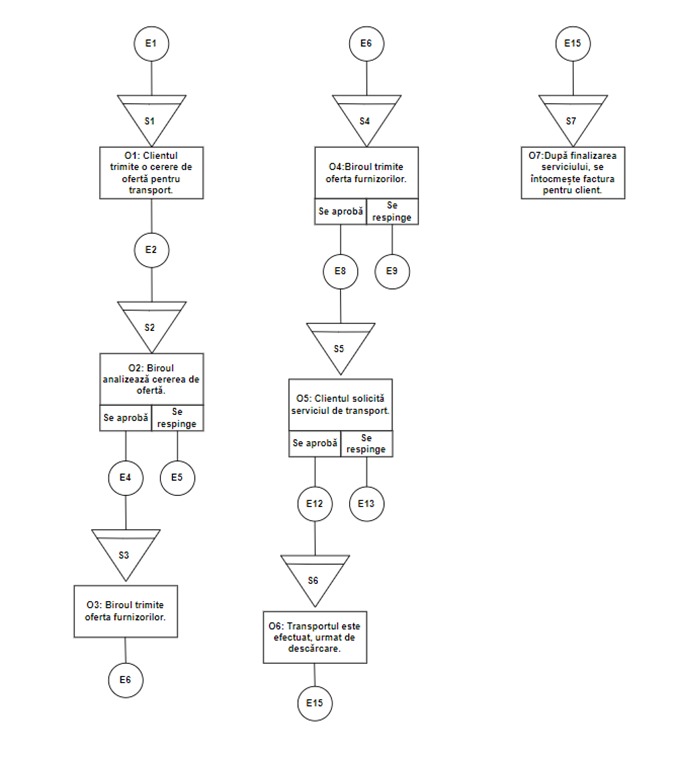 E1
S1
O1: Clientul
trimite o cerere de
ofertă pentru
transport.
E2
S2
O2: Biroul
analizează cererea de
ofertă.
Se aprobă
Se
respinge
E4
E5
S3
O3: Biroul trimite
oferta furnizorilor.
E6
E6
S4
O4:Biroul trimite
oferta furnizorilor.
Se aprobă
Se
respinge
E8
E9
S5
O5: Clientul solicită
serviciul de transport.
Se aprobă
Se
respinge
E12
E13
S6
O6: Transportul este
efectuat, urmat de
descărcare.
E15
E15
S7
O7:După finalizarea
serviciului, se
întocmește factura
pentru client.